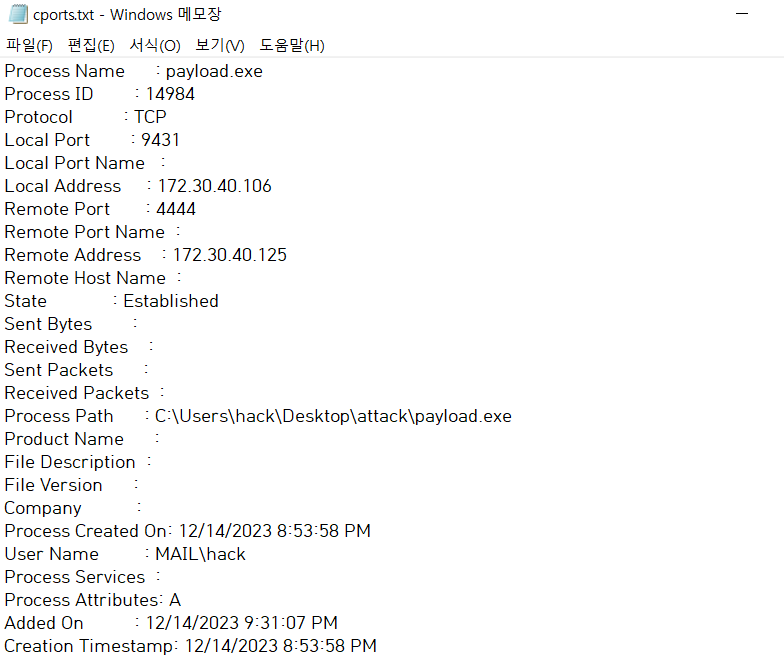 cports.txt - Windows 메모장
파일(F) 편집(E) 서식(O) 보기(V) 도움말(H)
Process Name : payload.exe
Process ID : 14984
Protocol : TCP
Local Port : 9431
Local Port Name :
Local Address : 172.30.40.106
Remote Port : 4444
Remote Port Name :
Remote Address : 172.30.40.125
Remote Host Name :
State : Established
Sent Bytes :
Received Bytes :
Sent Packets :
Received Packets :
Process Path : C:\Users\hack\Desktop\attack\payload.exe
Product Name :
File Description :
File Version :
Company :
Process Created On: 12/14/2023 8:53:58 PM
User Name : MAIL\hack
Process Services :
Process Attributes: A
Added On : 12/14/2023 9:31:07 PM
Creation Timestamp: 12/14/2023 8:53:58 PM